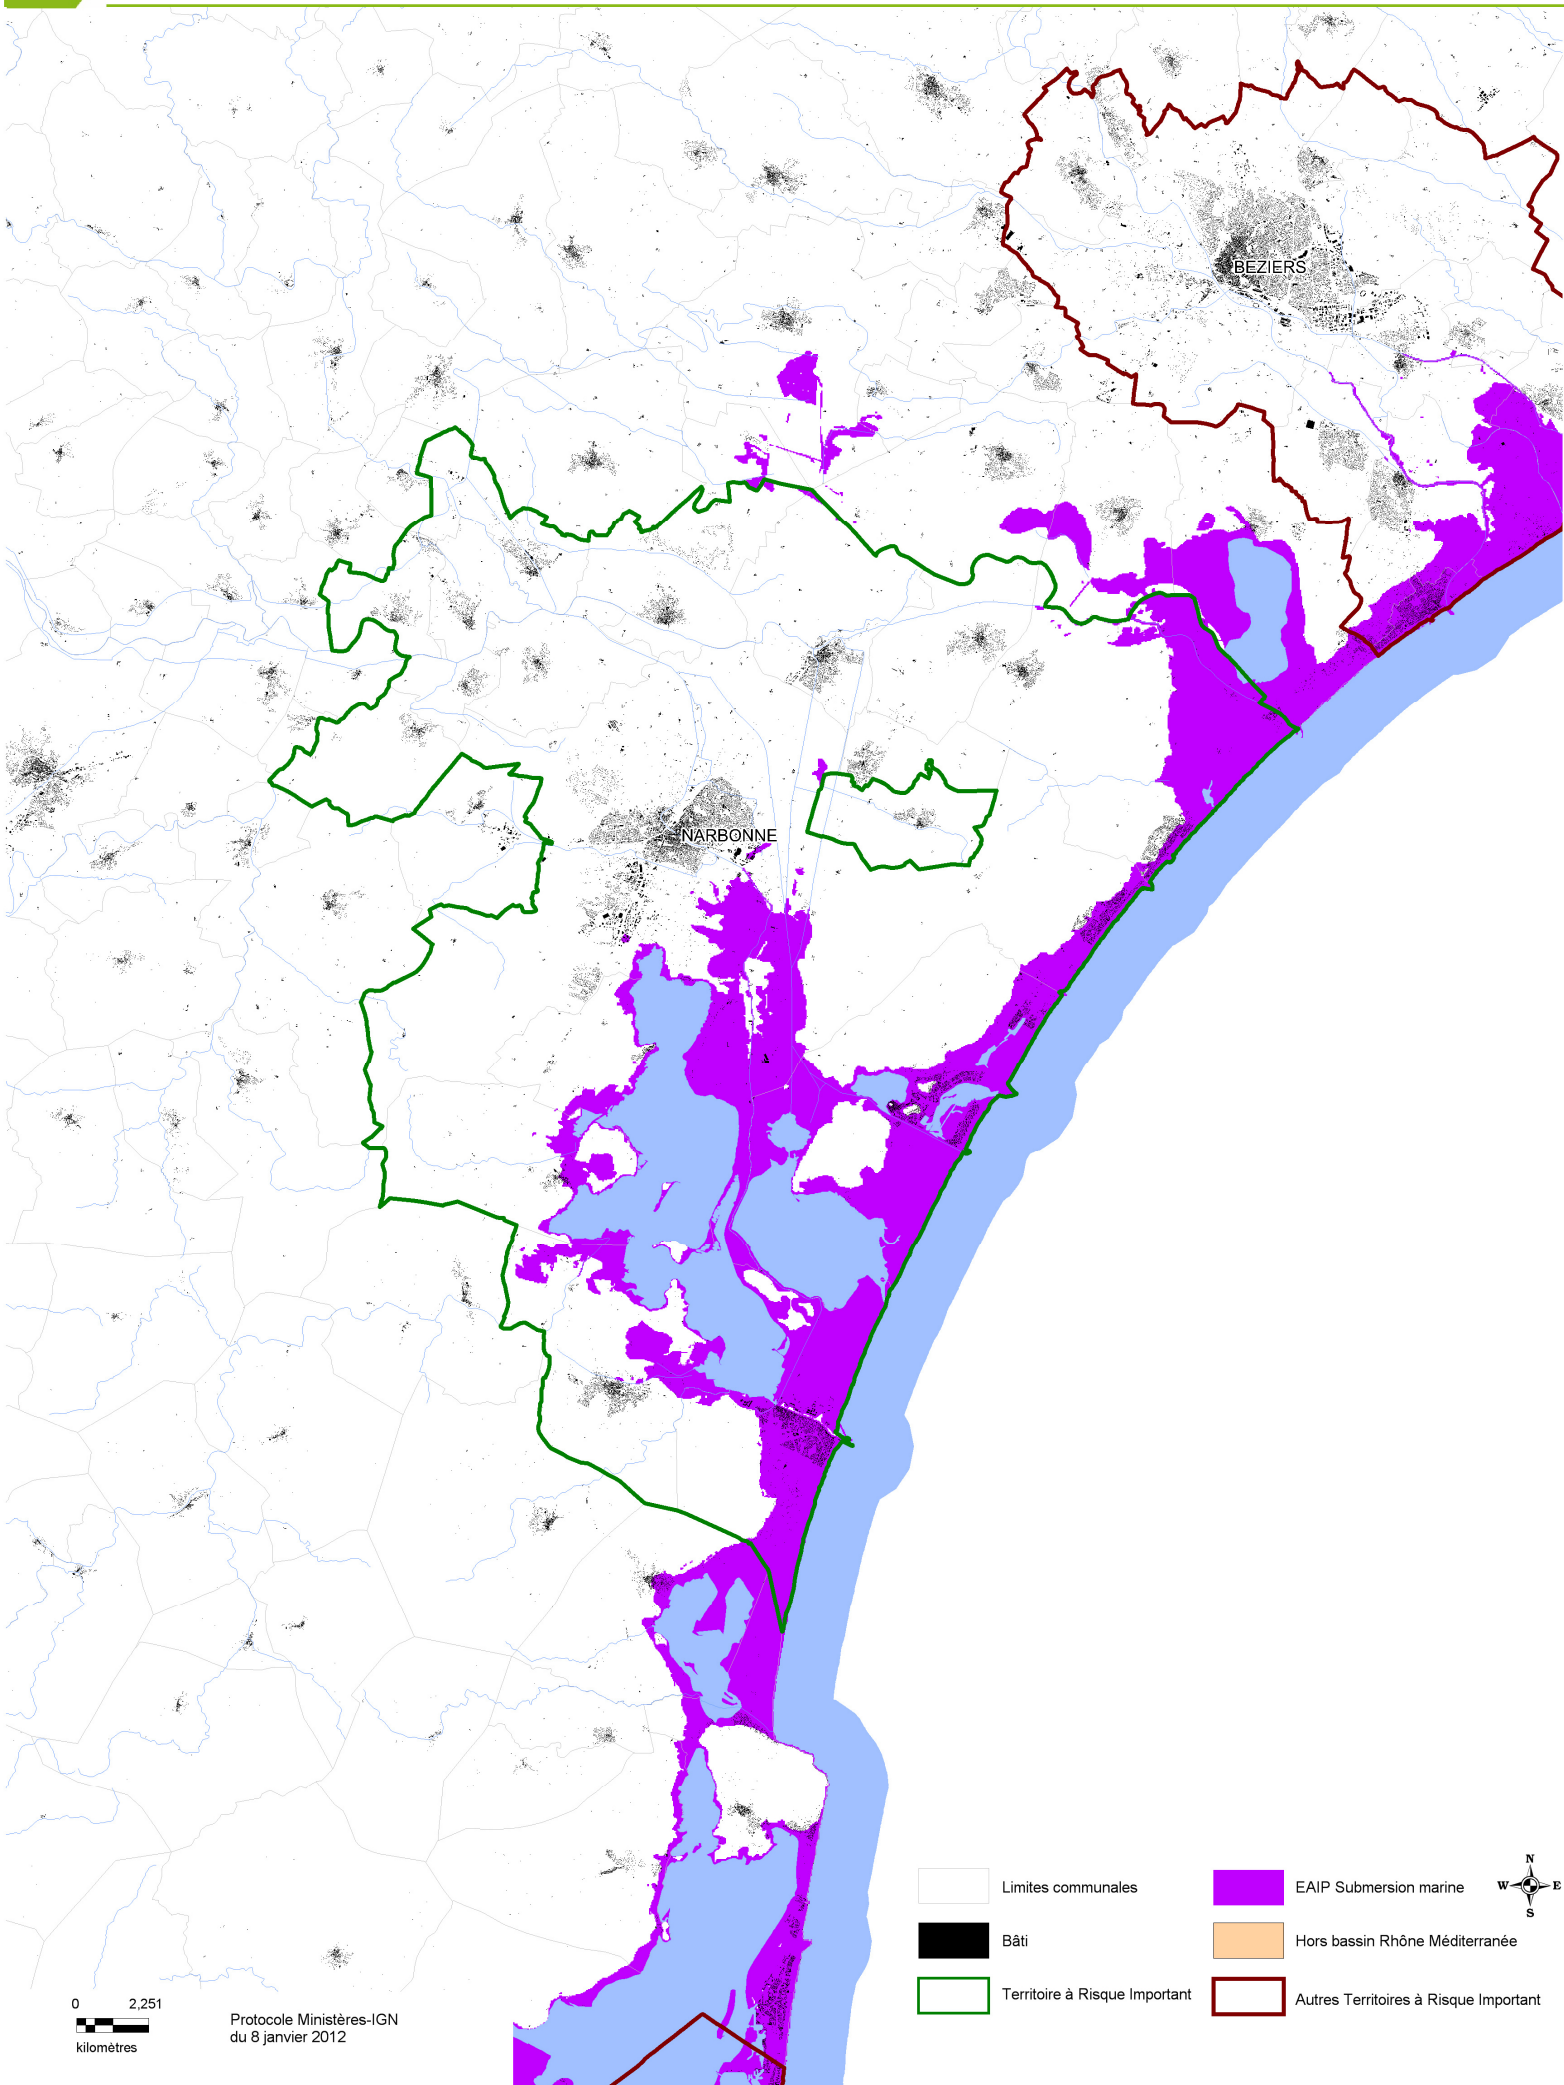 BEZIERS
NARBONNE
Limites communales
Bâti
Territoire à Risque Important
EAIP Submersion marine
Hors bassin Rhône Méditerranée
Autres Territoires à Risque Important
N
W E
S
0 2,251
kilomètres
Protocole Ministères-IGN
du 8 janvier 2012